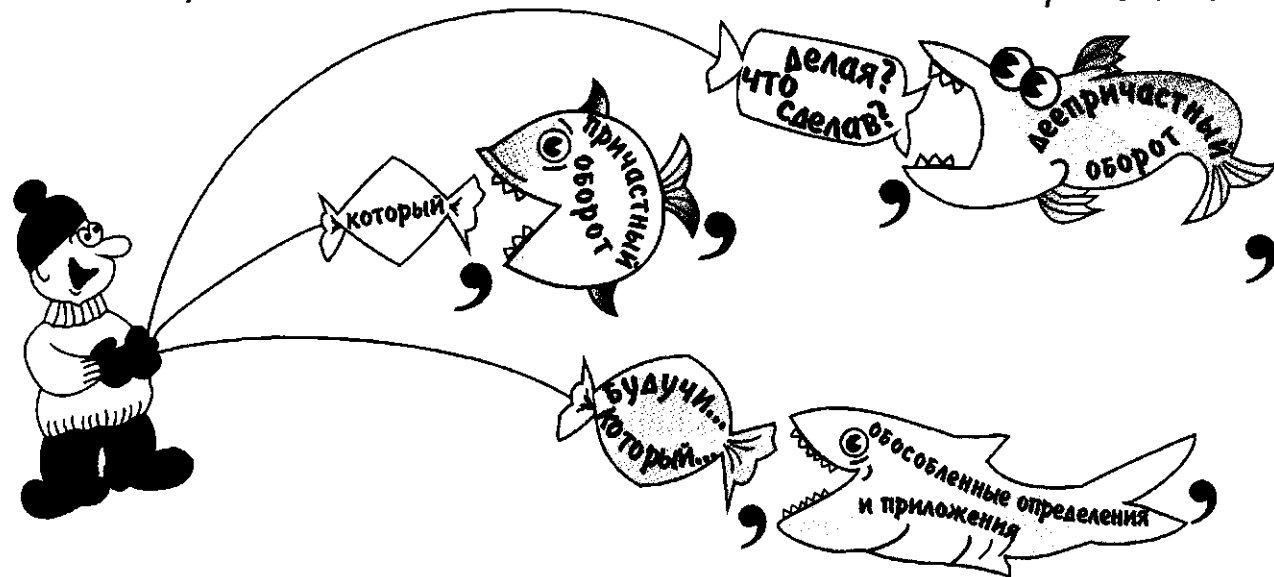 делая?
что
сделав?
деепричастный
оборот
причастный
оборот
который
будучи...
который...
обособленные определения
и приложения